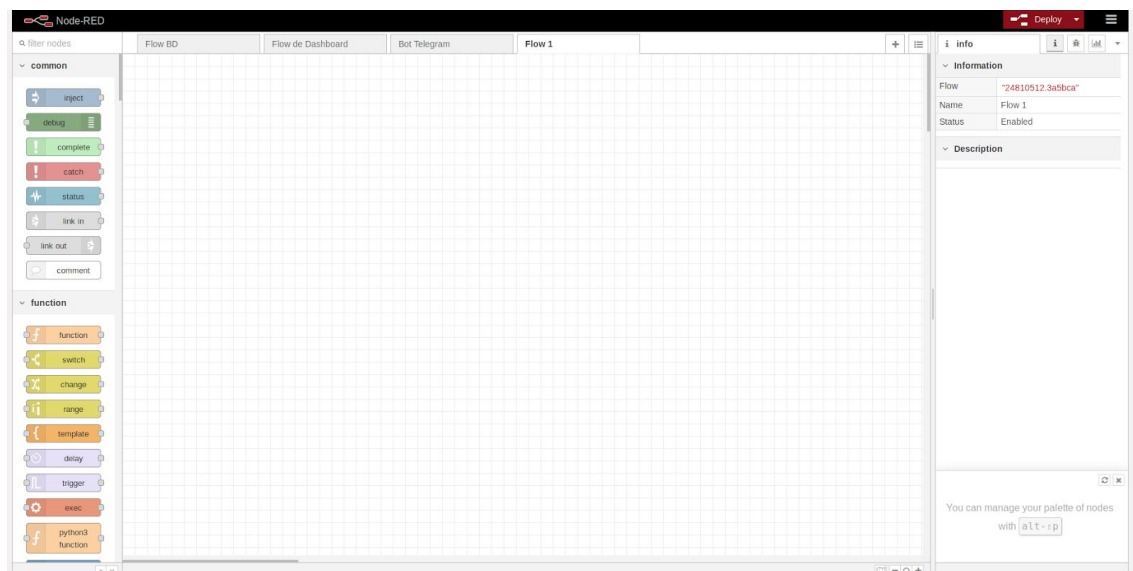 Node-RED
Deploy
filter nodes
Flow BD
Flow de Dashboard
Bot Telegram
Flow 1
common
inject
debug
complete
catch
status
link in
link out
comment
function
function
switch
change
range
template
delay
trigger
exec
python3
function
i info
i
Information
Flow "24810512.3a5bca"
Name Flow 1
Status Enabled
Description
You can manage your palette of nodes
with alt-⇧p